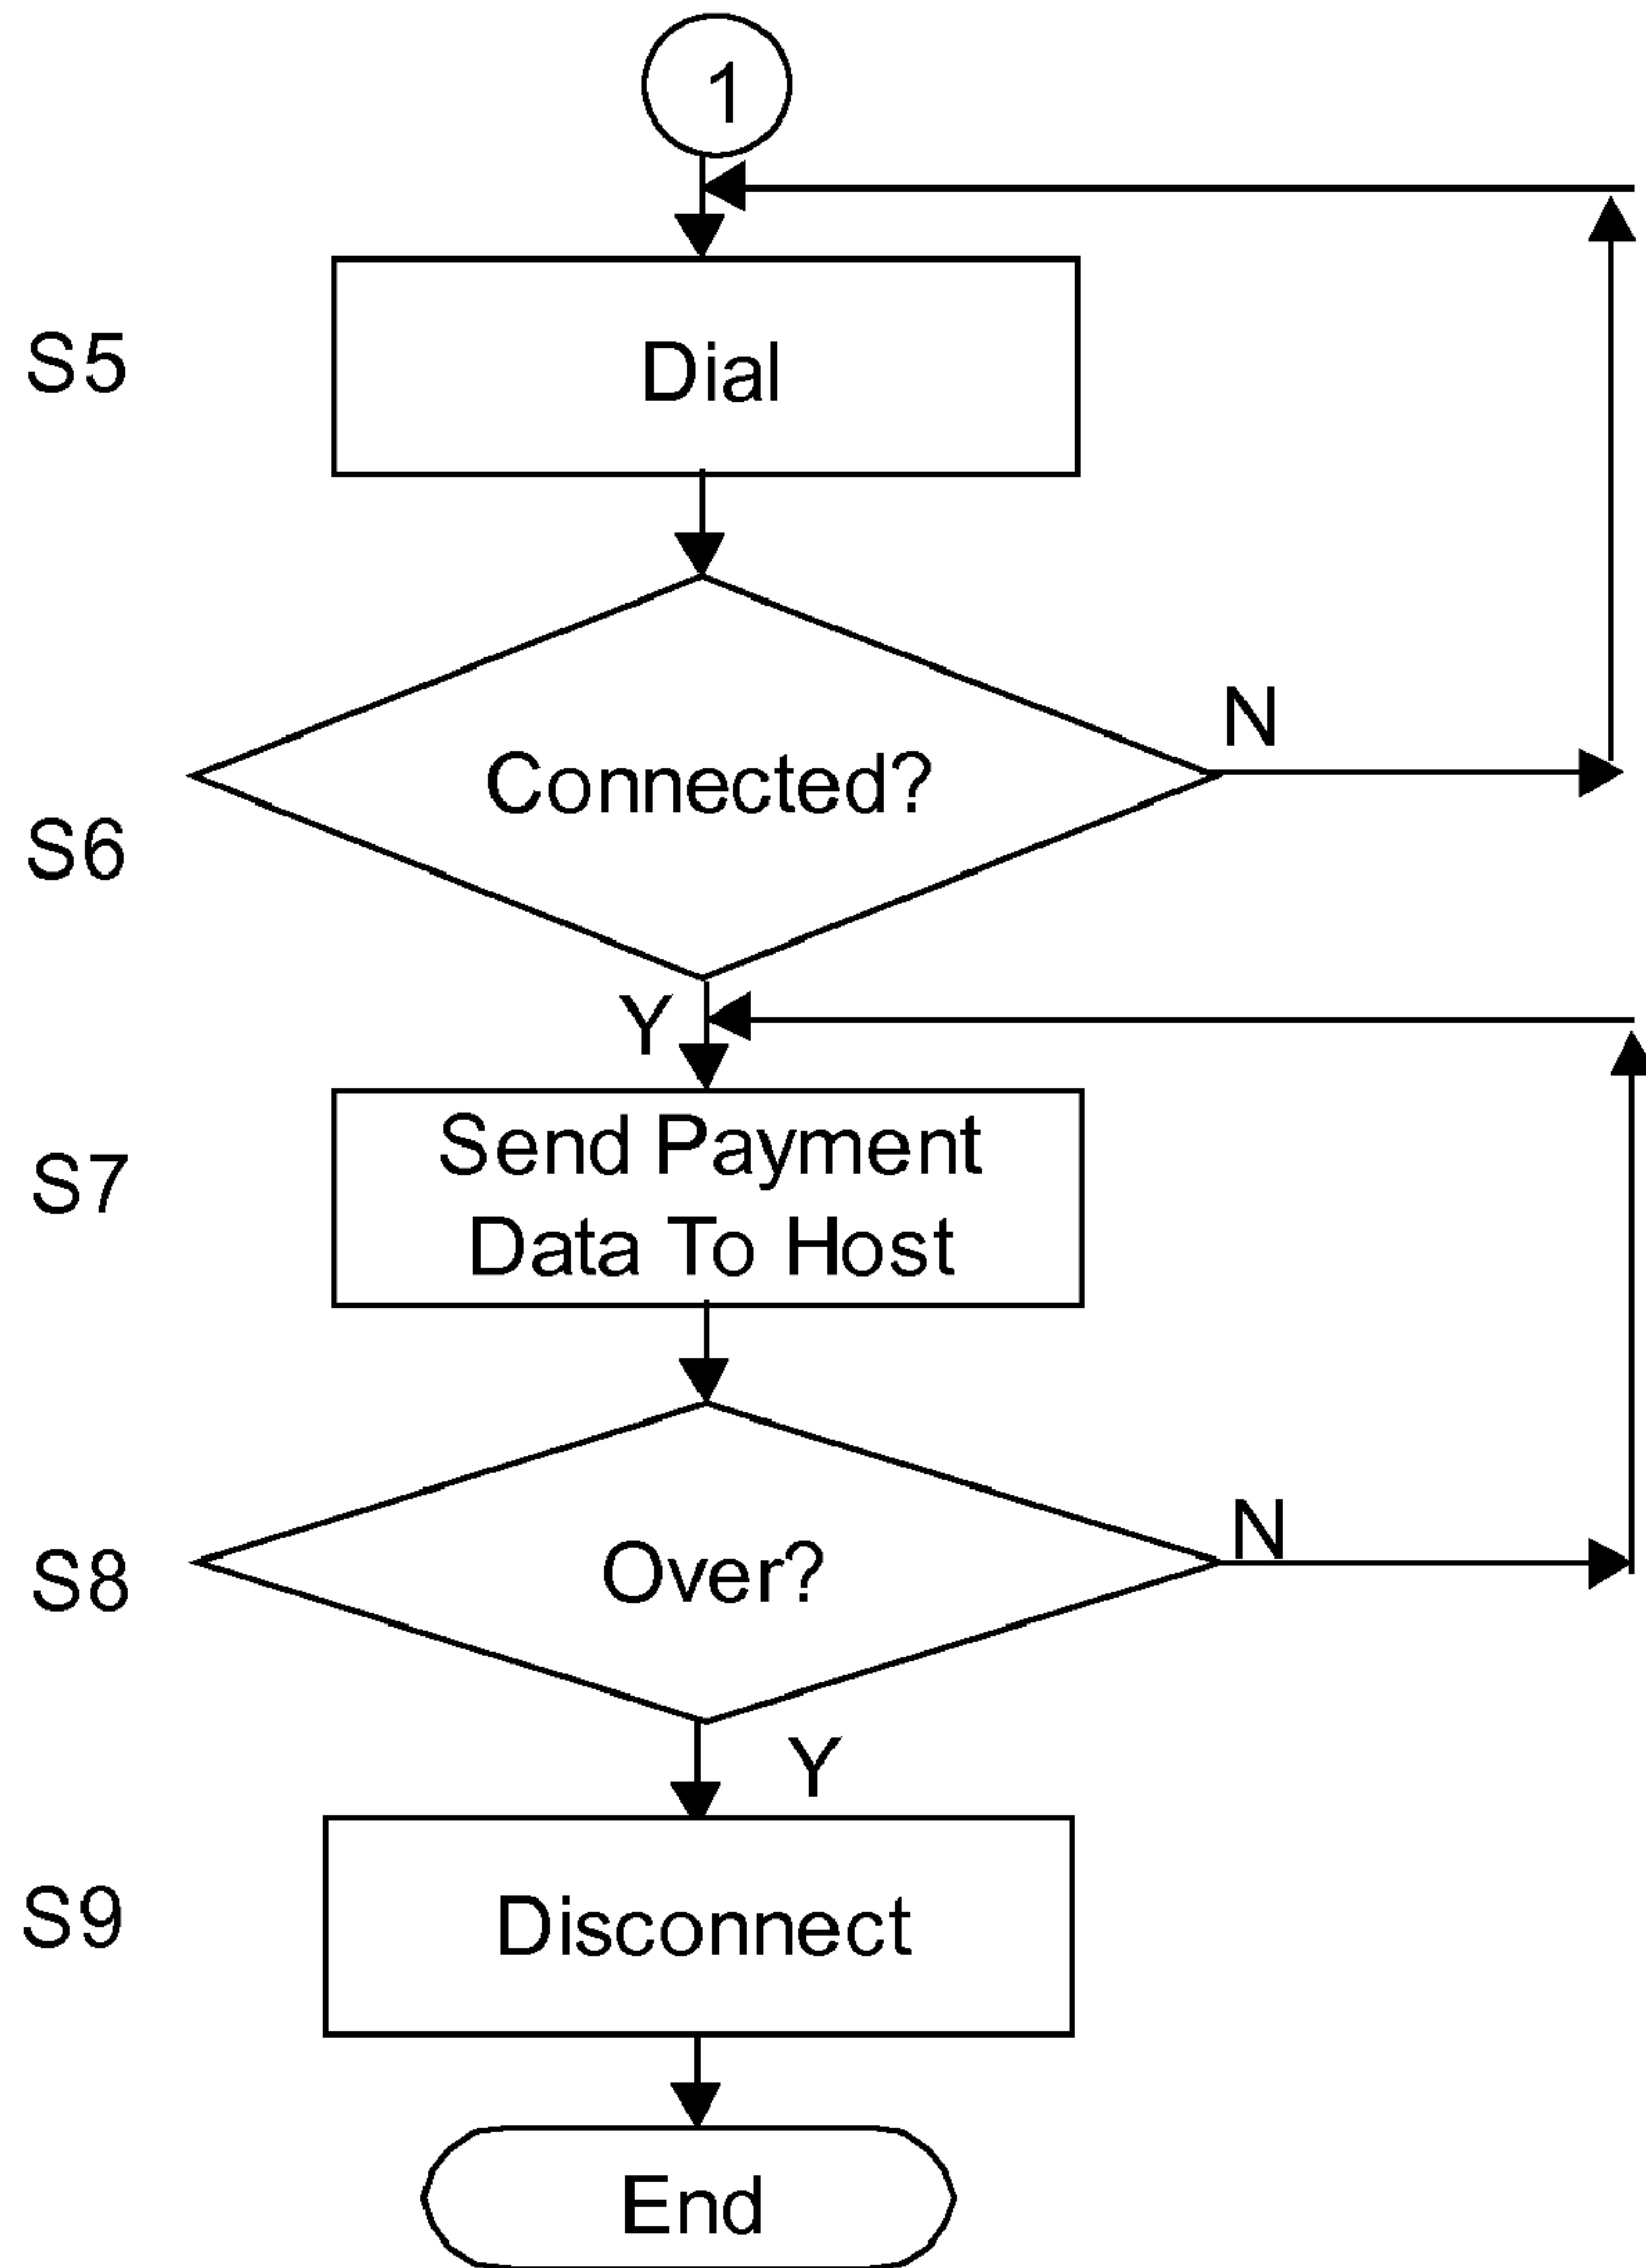 1
S5
Dial
N
Connected?
S6
Y
Send Payment
Data To Host
S7
N
Over?
S8
Y
Disconnect
S9
End